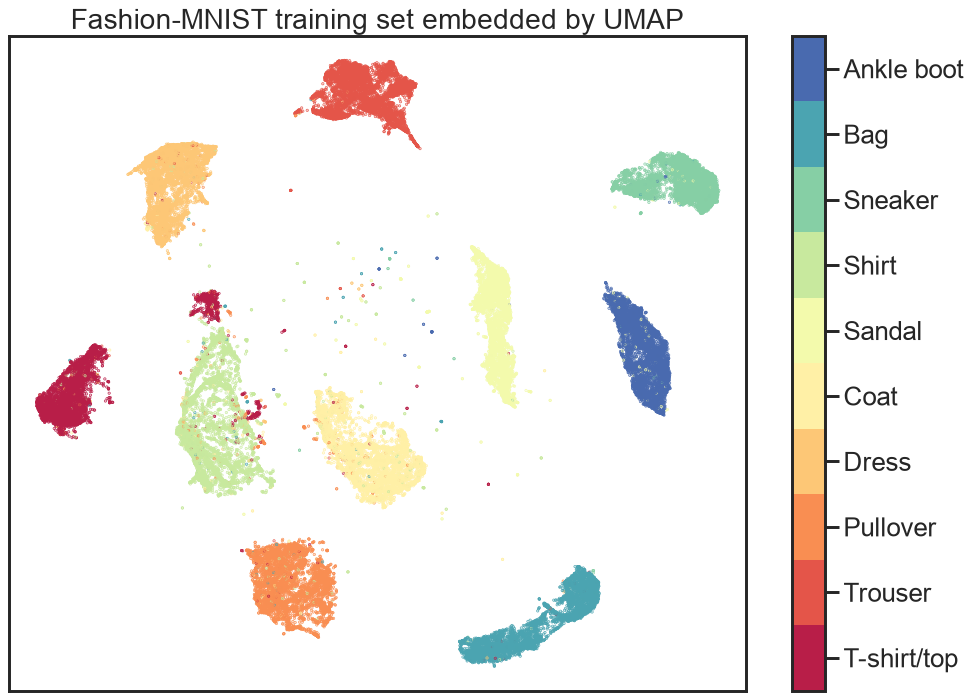 Fashion-MNIST training set embedded by UMAP
Ankle boot
Bag
Sneaker
Shirt
Sandal
Coat
Dress
Pullover
Trouser
T-shirt/top